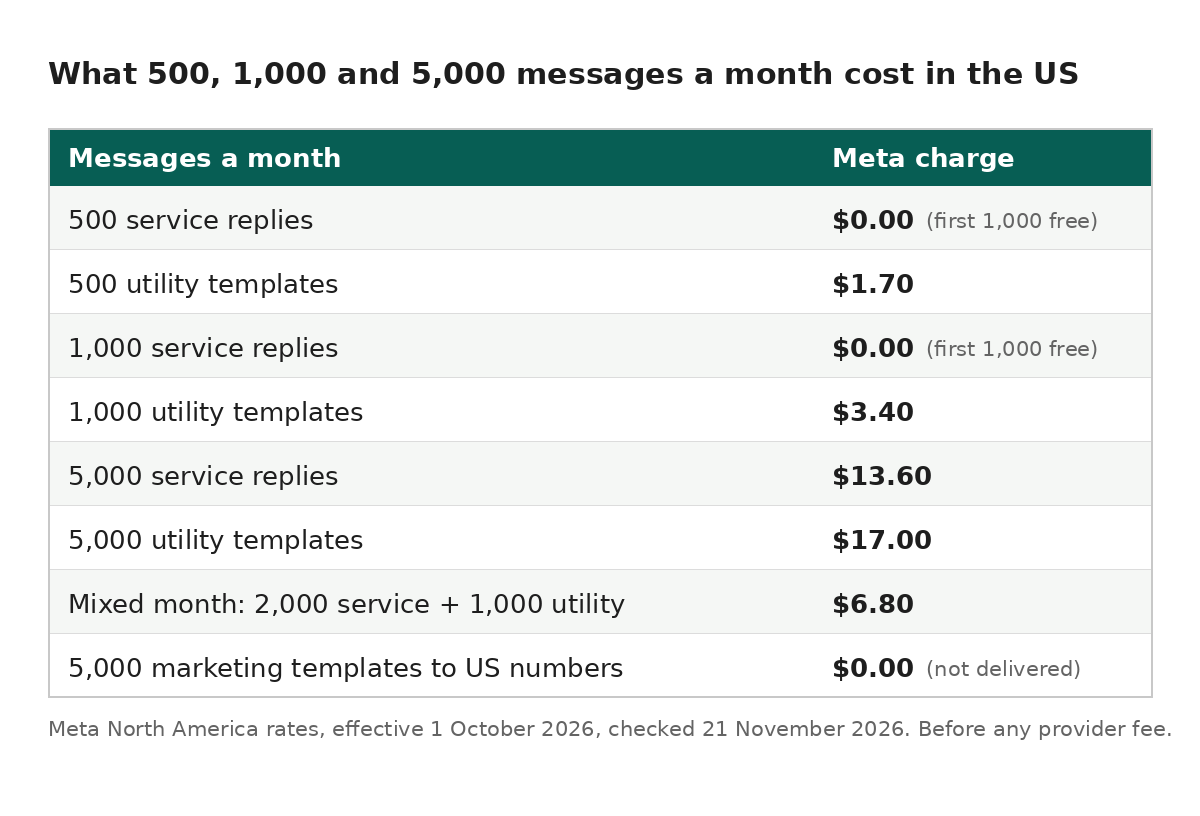 What 500, 1,000 and 5,000 messages a month cost in the US
Messages a month Meta charge
500 service replies $0.00 (first 1,000 free)
500 utility templates $1.70
1,000 service replies $0.00 (first 1,000 free)
1,000 utility templates $3.40
5,000 service replies $13.60
5,000 utility templates $17.00
Mixed month: 2,000 service + 1,000 utility $6.80
5,000 marketing templates to US numbers $0.00 (not delivered)
Meta North America rates, effective 1 October 2026, checked 21 November 2026. Before any provider fee.